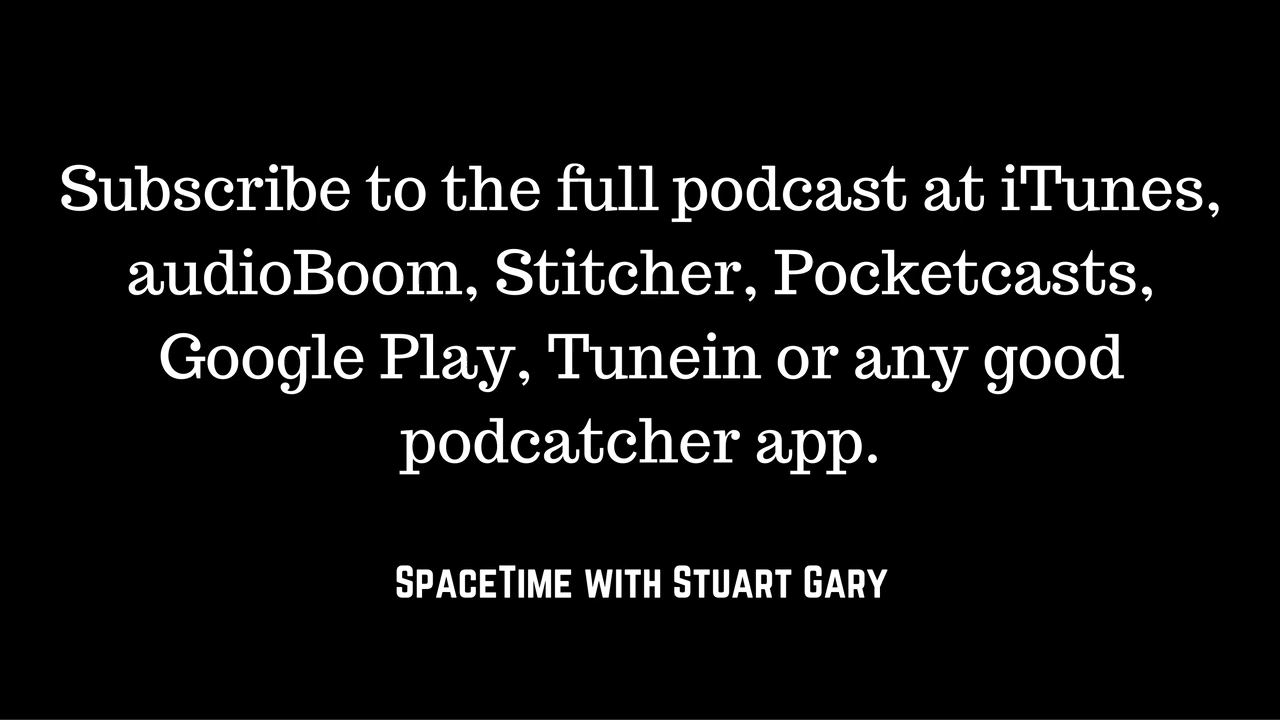 Subscribe to the full podcast at iTunes,
audioBoom, Stitcher, Pocketcasts,
Google Play, Tunein or any good
podcatcher app.
SpaceTime with Stuart Gary